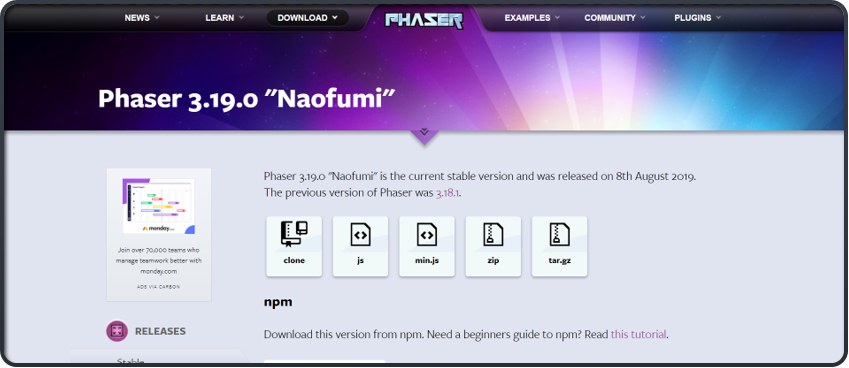 NEWS LEARN DOWNLOAD PHASER EXAMPLES COMMUNITY PLUGINS
Phaser 3.19.0 "Naofumi"
monday.com
Join over 70,000 teams who
manage teamwork better with
monday.com
ADS VIA CARBON
RELEASES
Stable
Phaser 3.19.0 "Naofumi" is the current stable version and was released on 8th August 2019.
The previous version of Phaser was 3.18.1.
clone js min.js zip tar.gz
npm
Download this version from npm. Need a beginners guide to npm? Read this tutorial.